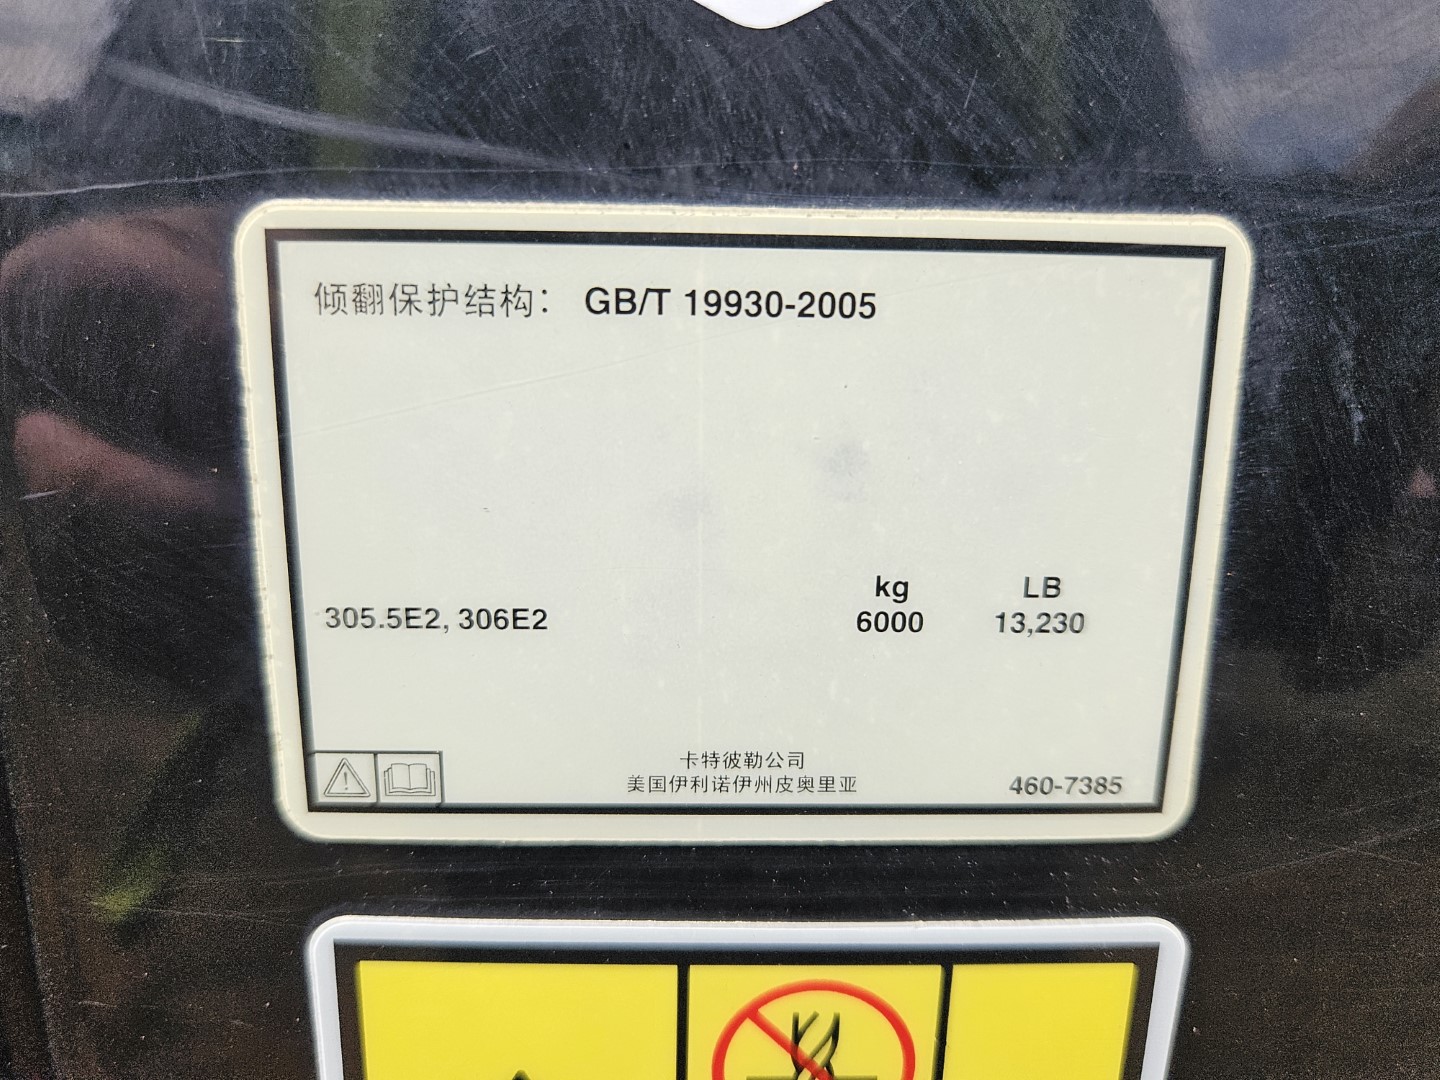 倾翻保护结构： GB/T 19930-2005
kg LB
305.5E2, 306E2 6000 13,230
卡特彼勒公司
美国伊利诺伊州皮奥里亚
460-7385